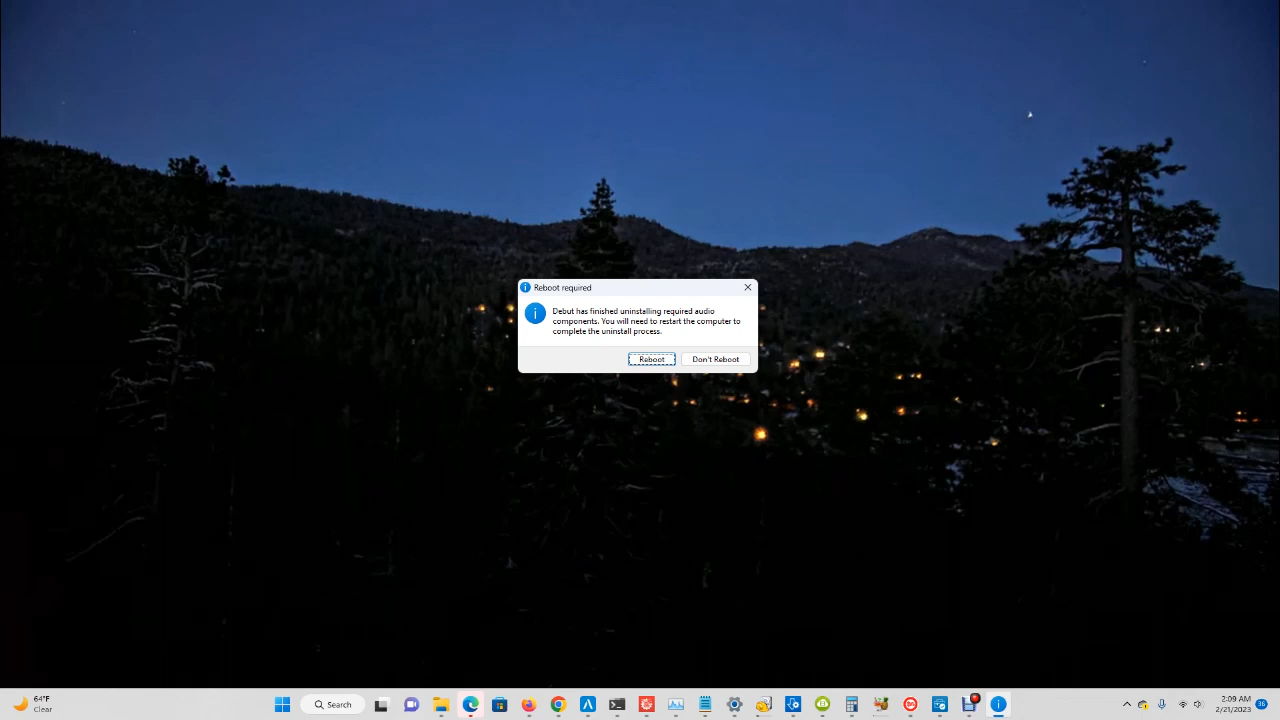 Reboot required
Debut has finished uninstalling required audio
components. You will need to restart the computer to
complete the uninstall process.
Reboot
Don't Reboot
64°F
Clear
Search
2:09 AM
2/21/2023
36